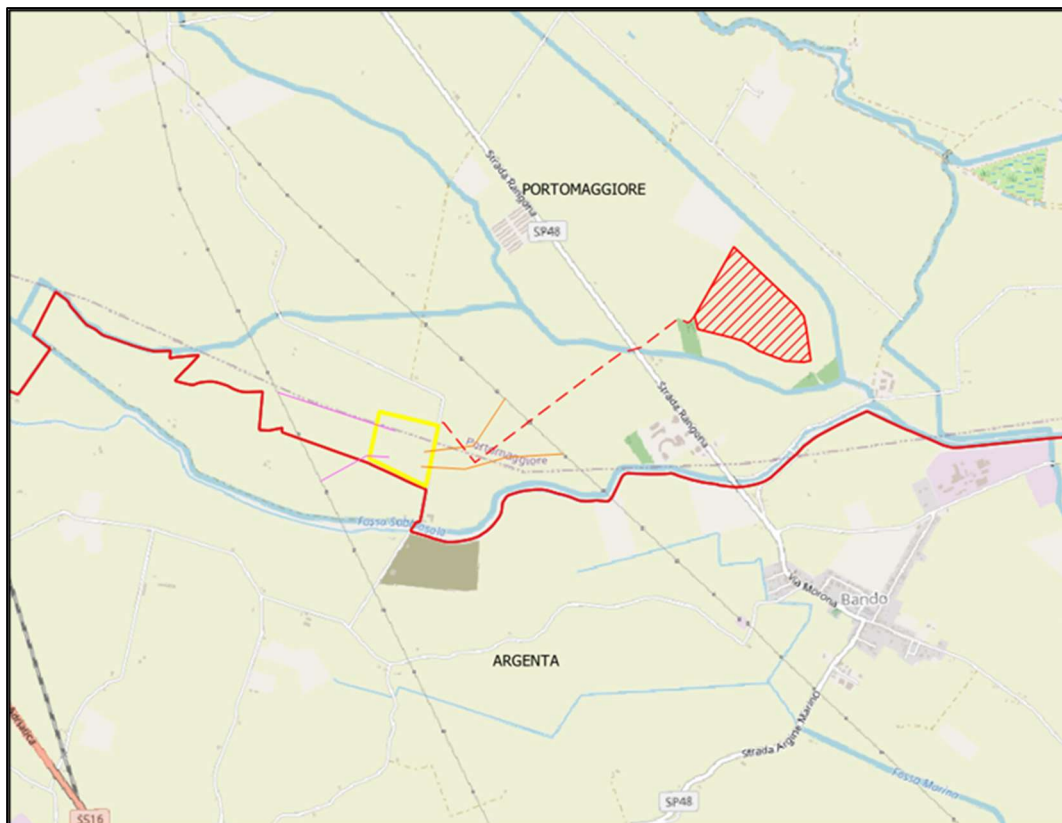 Strada Rangona
PORTOMAGGIORE
SP48
Strada Rangona
Portomaggiore
Fossa Sabbiosola
Via Morona
Bando
ARGENTA
Strada Argine Marino
Fossa Marina
Adriatica
SP48
SS16